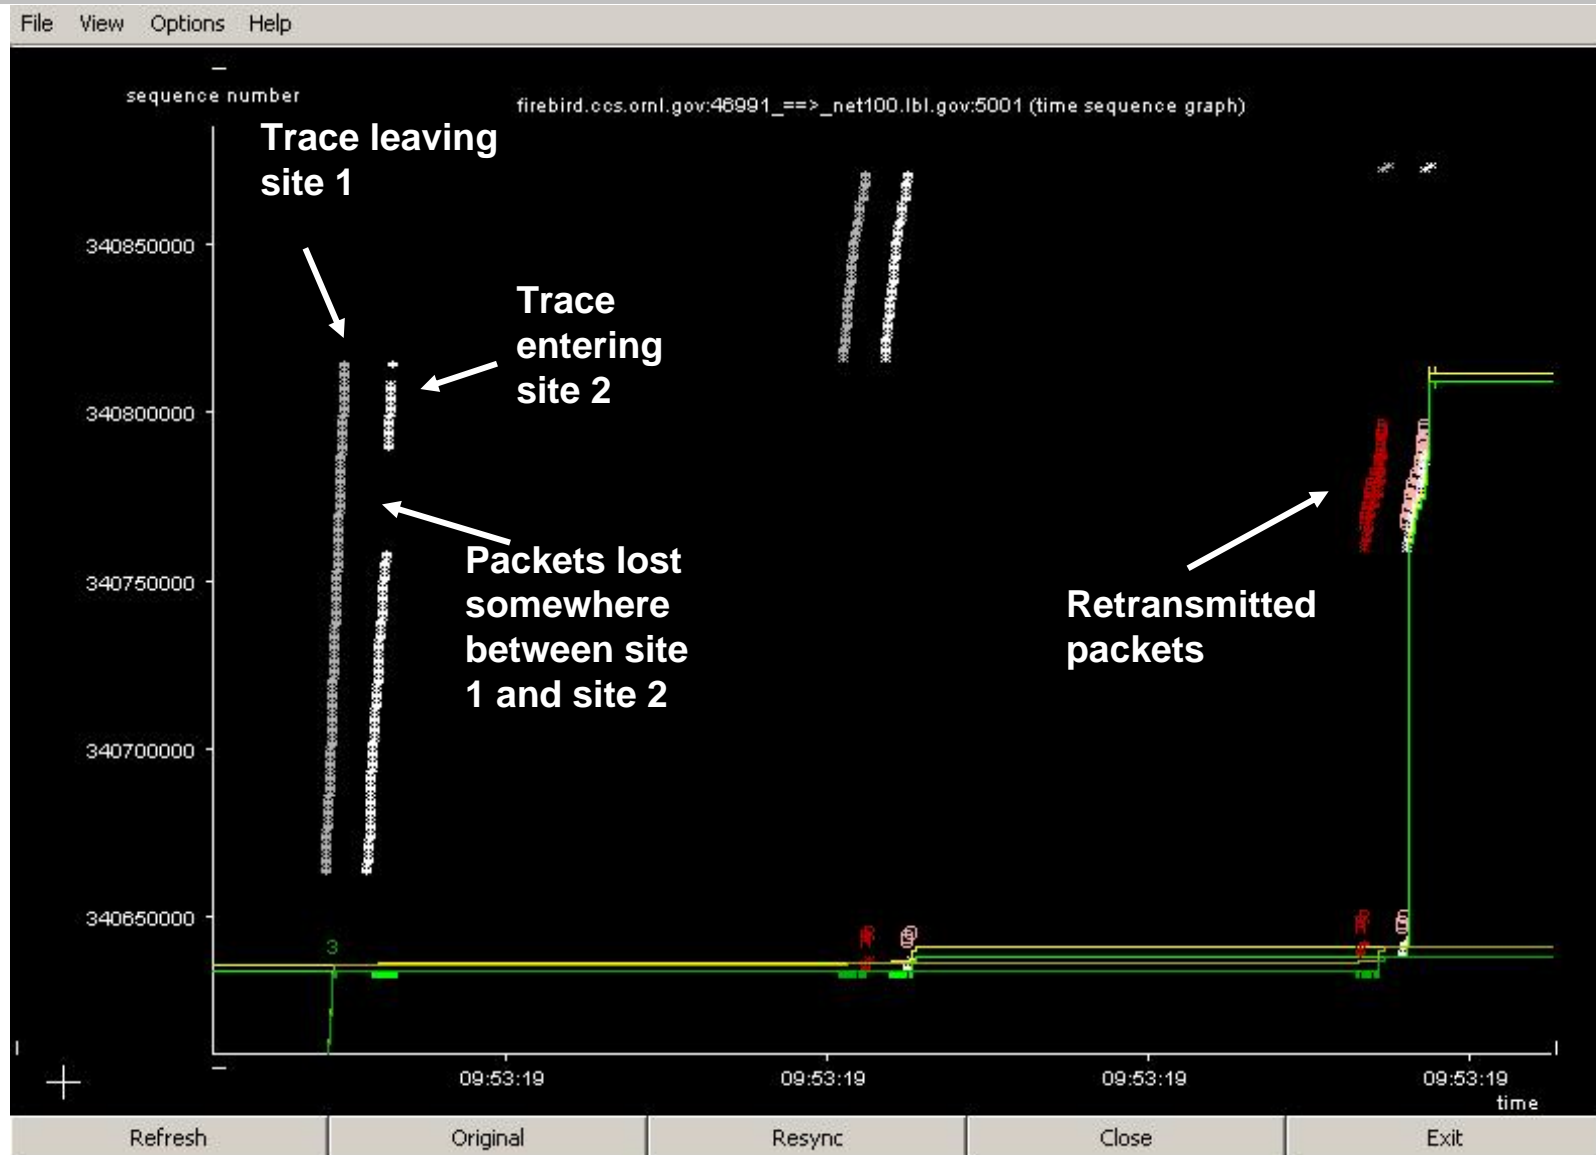 File View Options Help
sequence number
firebird.ccs.ornl.gov:46991_==>_net100.lbl.gov:5001 (time sequence graph)
Trace leaving
site 1
340850000
Trace
entering
site 2
340800000
Packets lost
somewhere
between site
1 and site 2
Retransmitted
packets
340750000
340700000
340650000
3
09:53:19 09:53:19 09:53:19 09:53:19
time
Refresh Original Resync Close Exit